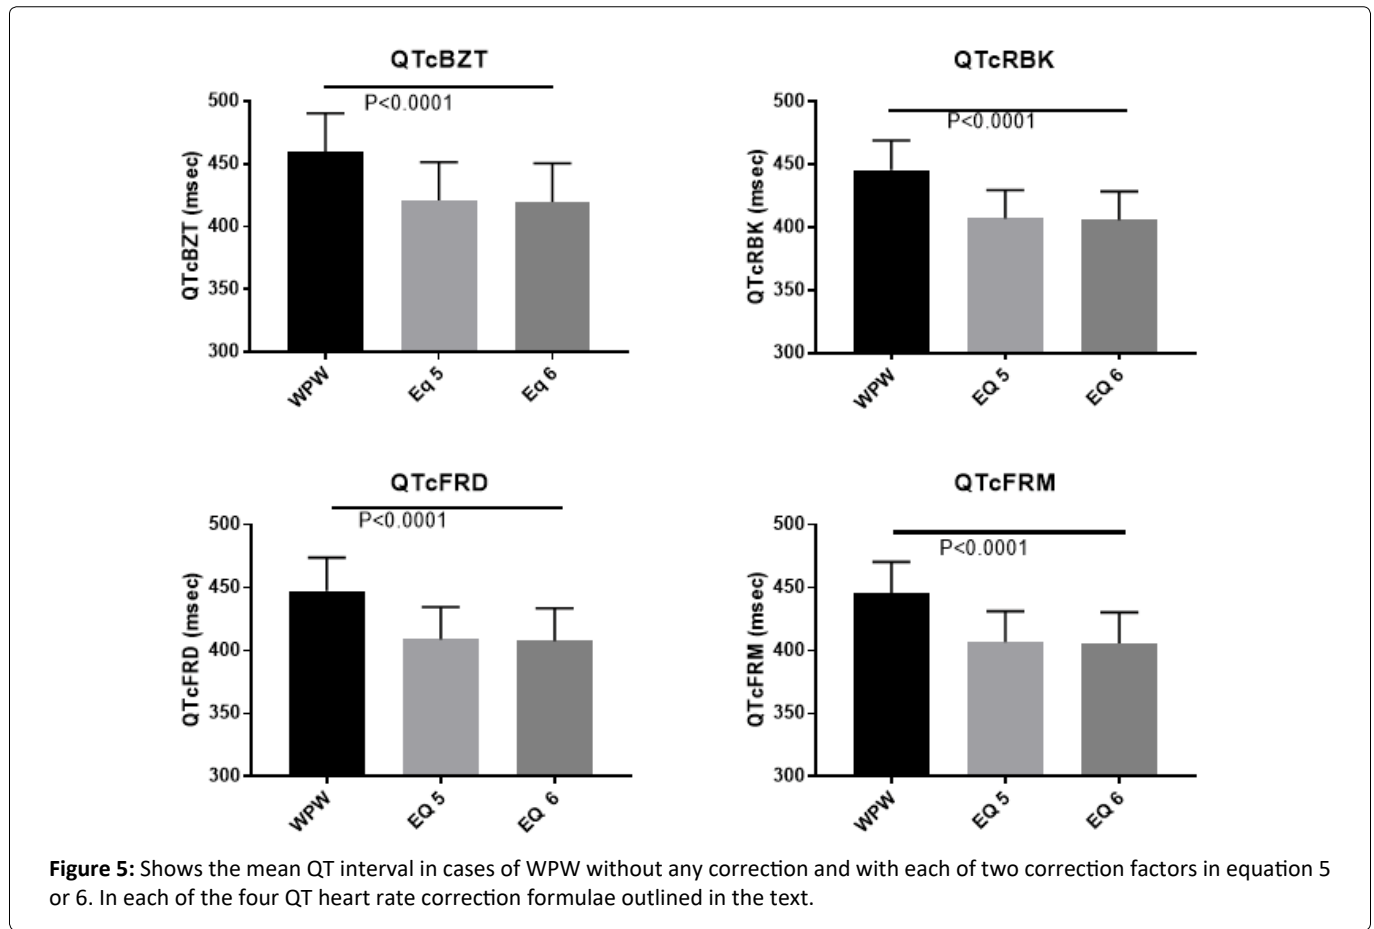 QTcBZT
P<0.0001
500
450
400
350
300
QTcBZT (msec)
WPW
Eq 5
Eq 6
QTcRBK
P<0.0001
500
450
400
350
300
QTcRBK (msec)
WPW
EQ 5
EQ 6
QTcFRD
P<0.0001
500
450
400
350
300
QTcFRD (msec)
WPW
EQ 5
EQ 6
QTcFRM
P<0.0001
500
450
400
350
300
QTcFRM (msec)
WPW
EQ 5
EQ 6
Figure 5: Shows the mean QT interval in cases of WPW without any correction and with each of two correction factors in equation 5
or 6. In each of the four QT heart rate correction formulae outlined in the text.